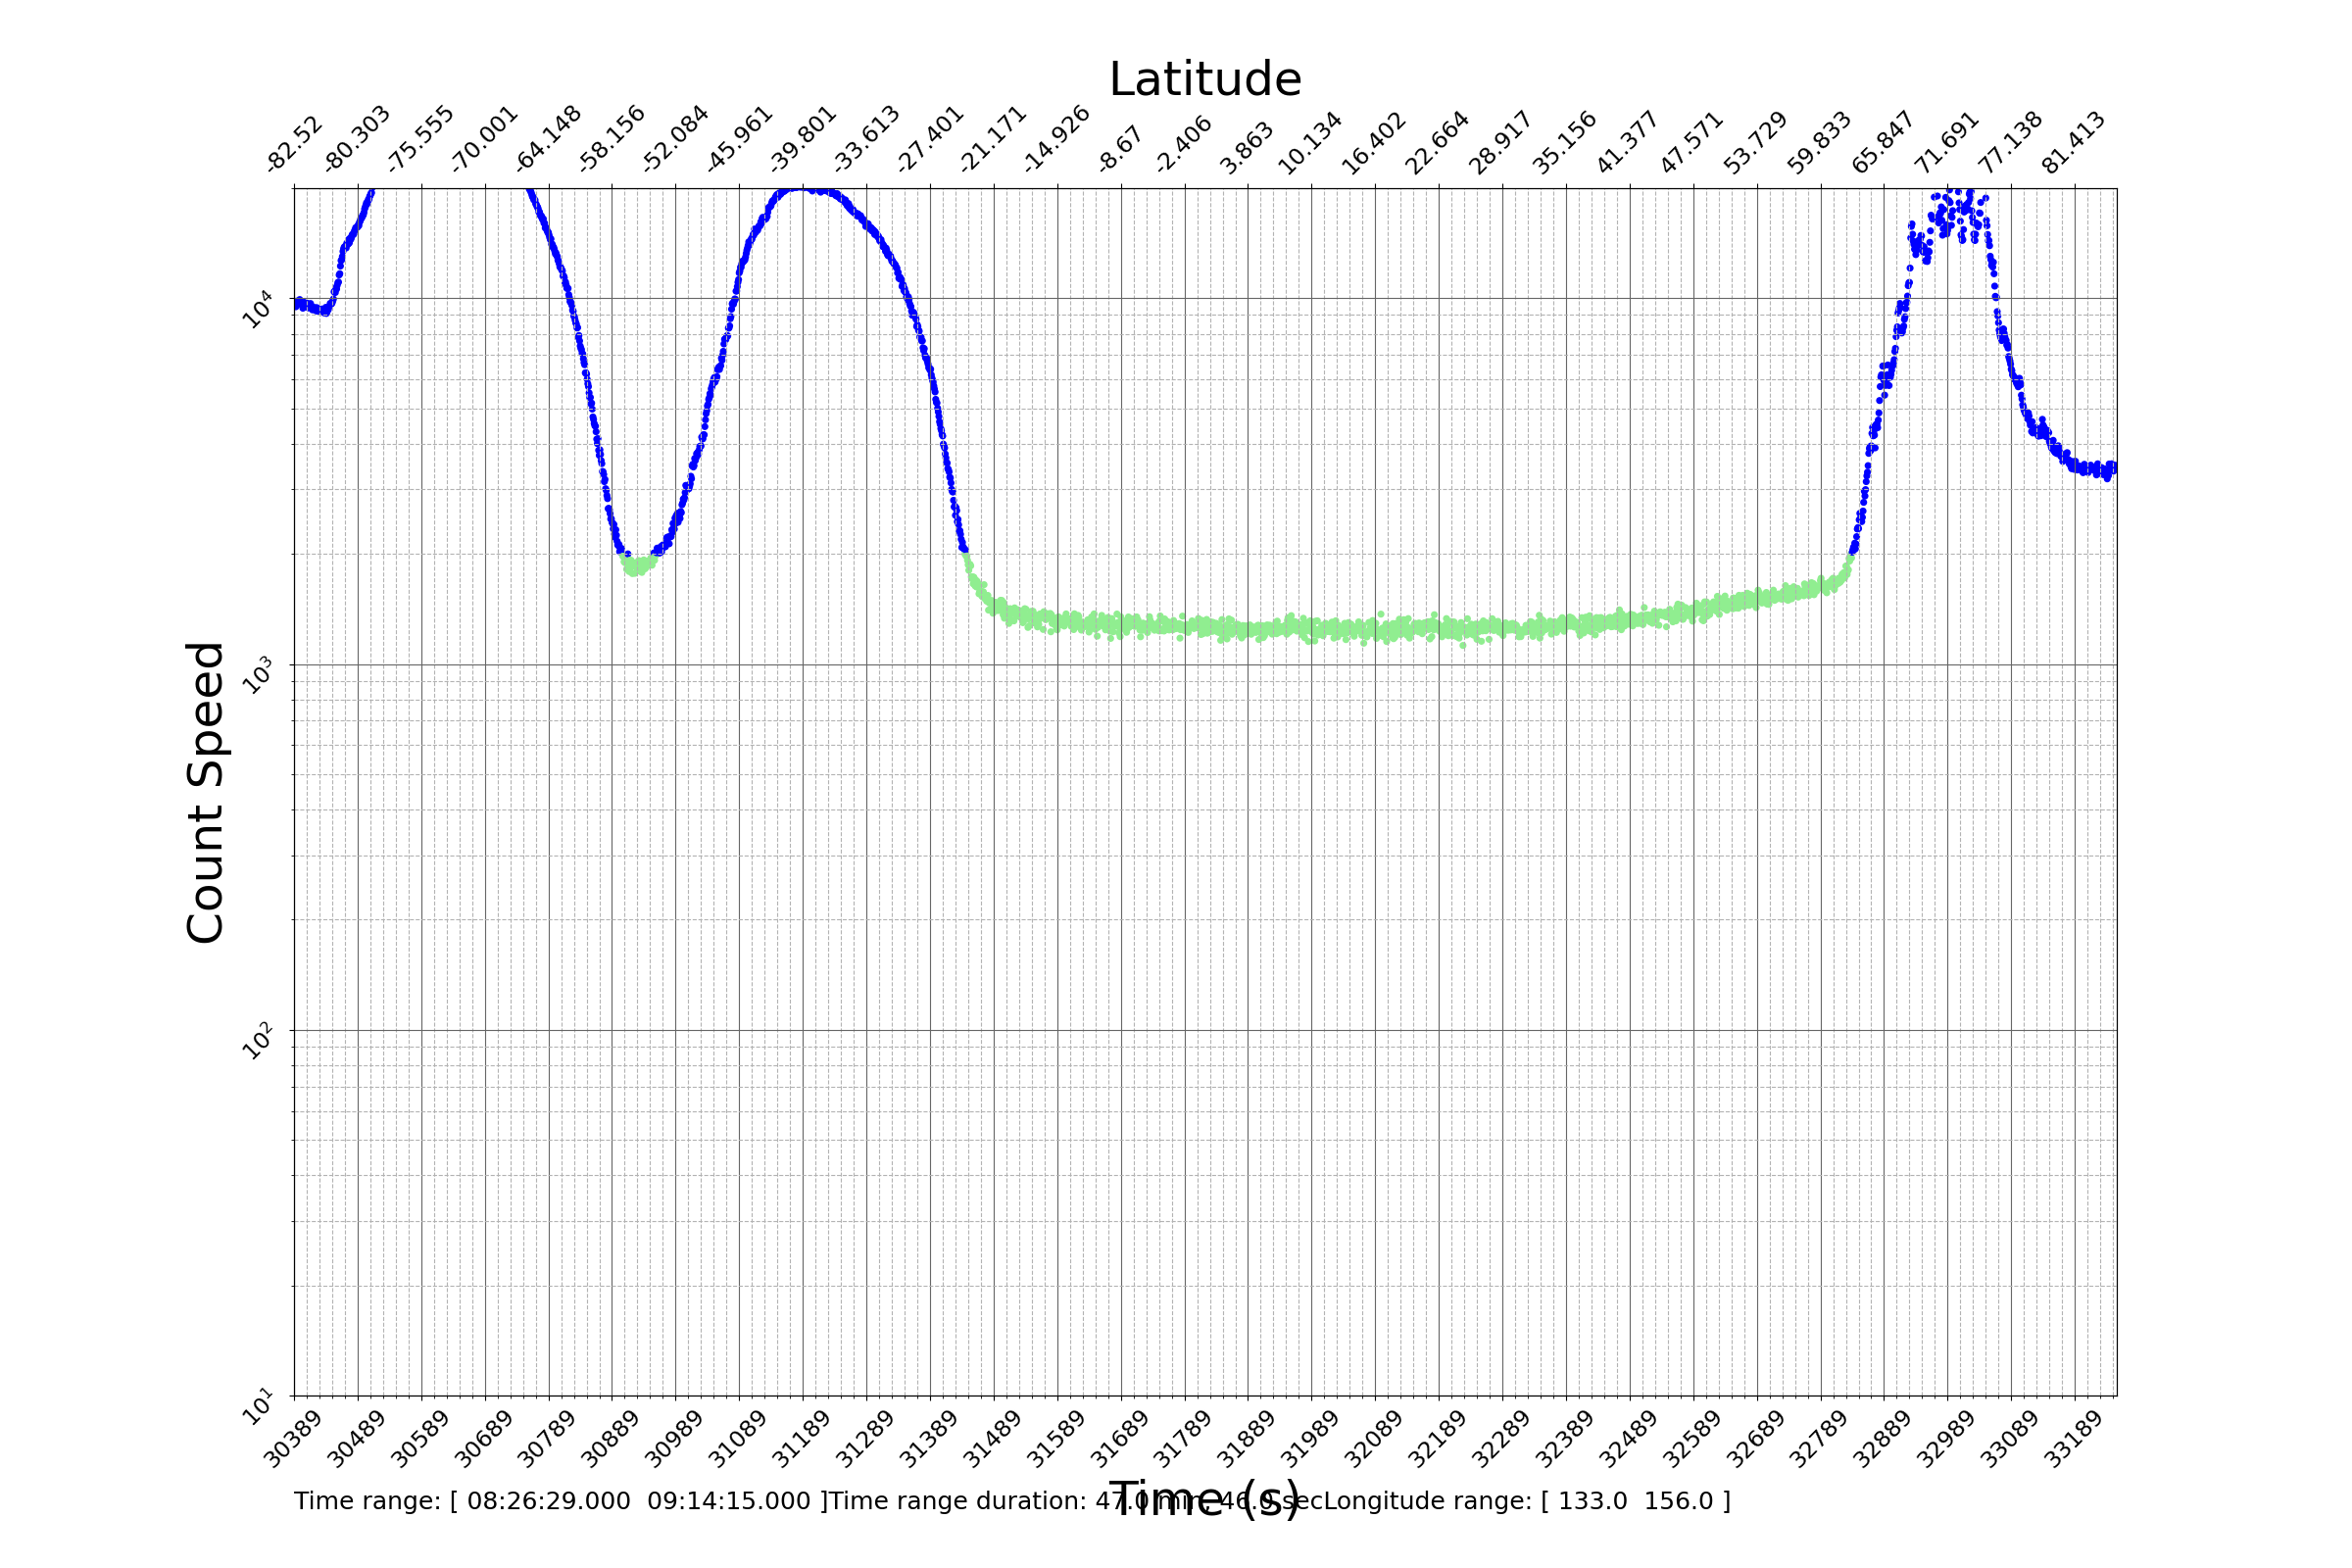 Latitude
-82.52 -80.303 -75.555 -70.001 -64.148 -58.156 -52.084 -45.961 -39.801 -33.613 -27.401 -21.171 -14.926 -8.67 -2.406 3.863 10.134 16.402 22.664 28.917 35.156 41.377 47.571 53.729 59.833 65.847 71.691 77.138 81.413
10⁴
10³
10²
10¹
Count Speed
30389 30489 30589 30689 30789 30889 30989 31089 31189 31289 31389 31489 31589 31689 31789 31889 31989 32089 32189 32289 32389 32489 32589 32689 32789 32889 32989 33089 33189
Time (s)
Time range: [ 08:26:29.000  09:14:15.000 ]Time range duration: 47.0 min, 46.0 secLongitude range: [ 133.0  156.0 ]